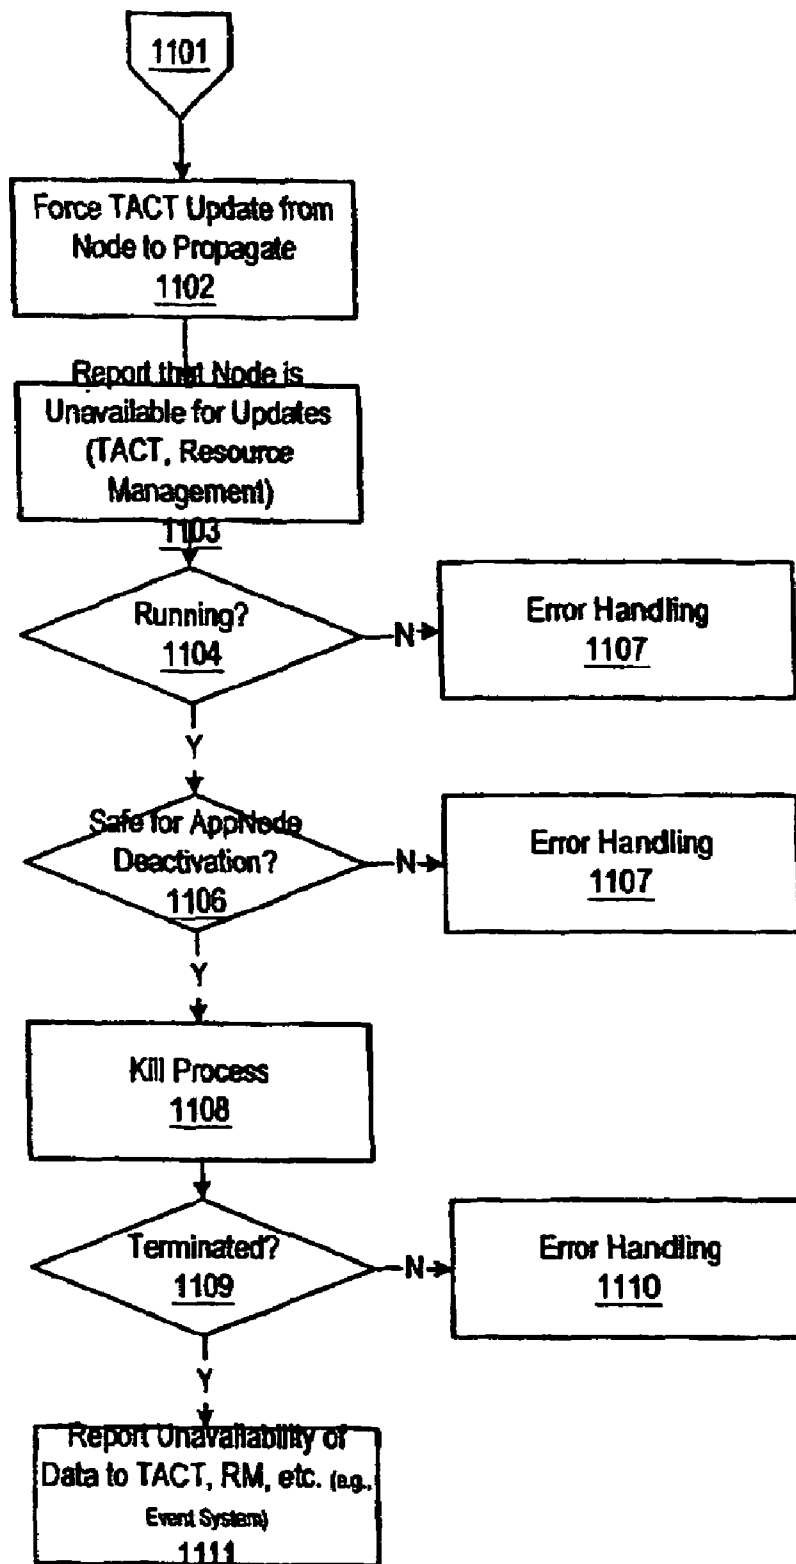 1101
Force TACT Update from
Node to Propagate
1102
Report that Node is
Unavailable for Updates
(TACT, Resource
Management)
1103
Running?
1104
N
Error Handling
1107
Y
Safe for AppNode
Deactivation?
1106
N
Error Handling
1107
Y
Kill Process
1108
Terminated?
1109
N
Error Handling
1110
Y
Report Unavailability of
Data to TACT, RM, etc. (e.g.,
Event System)
1111